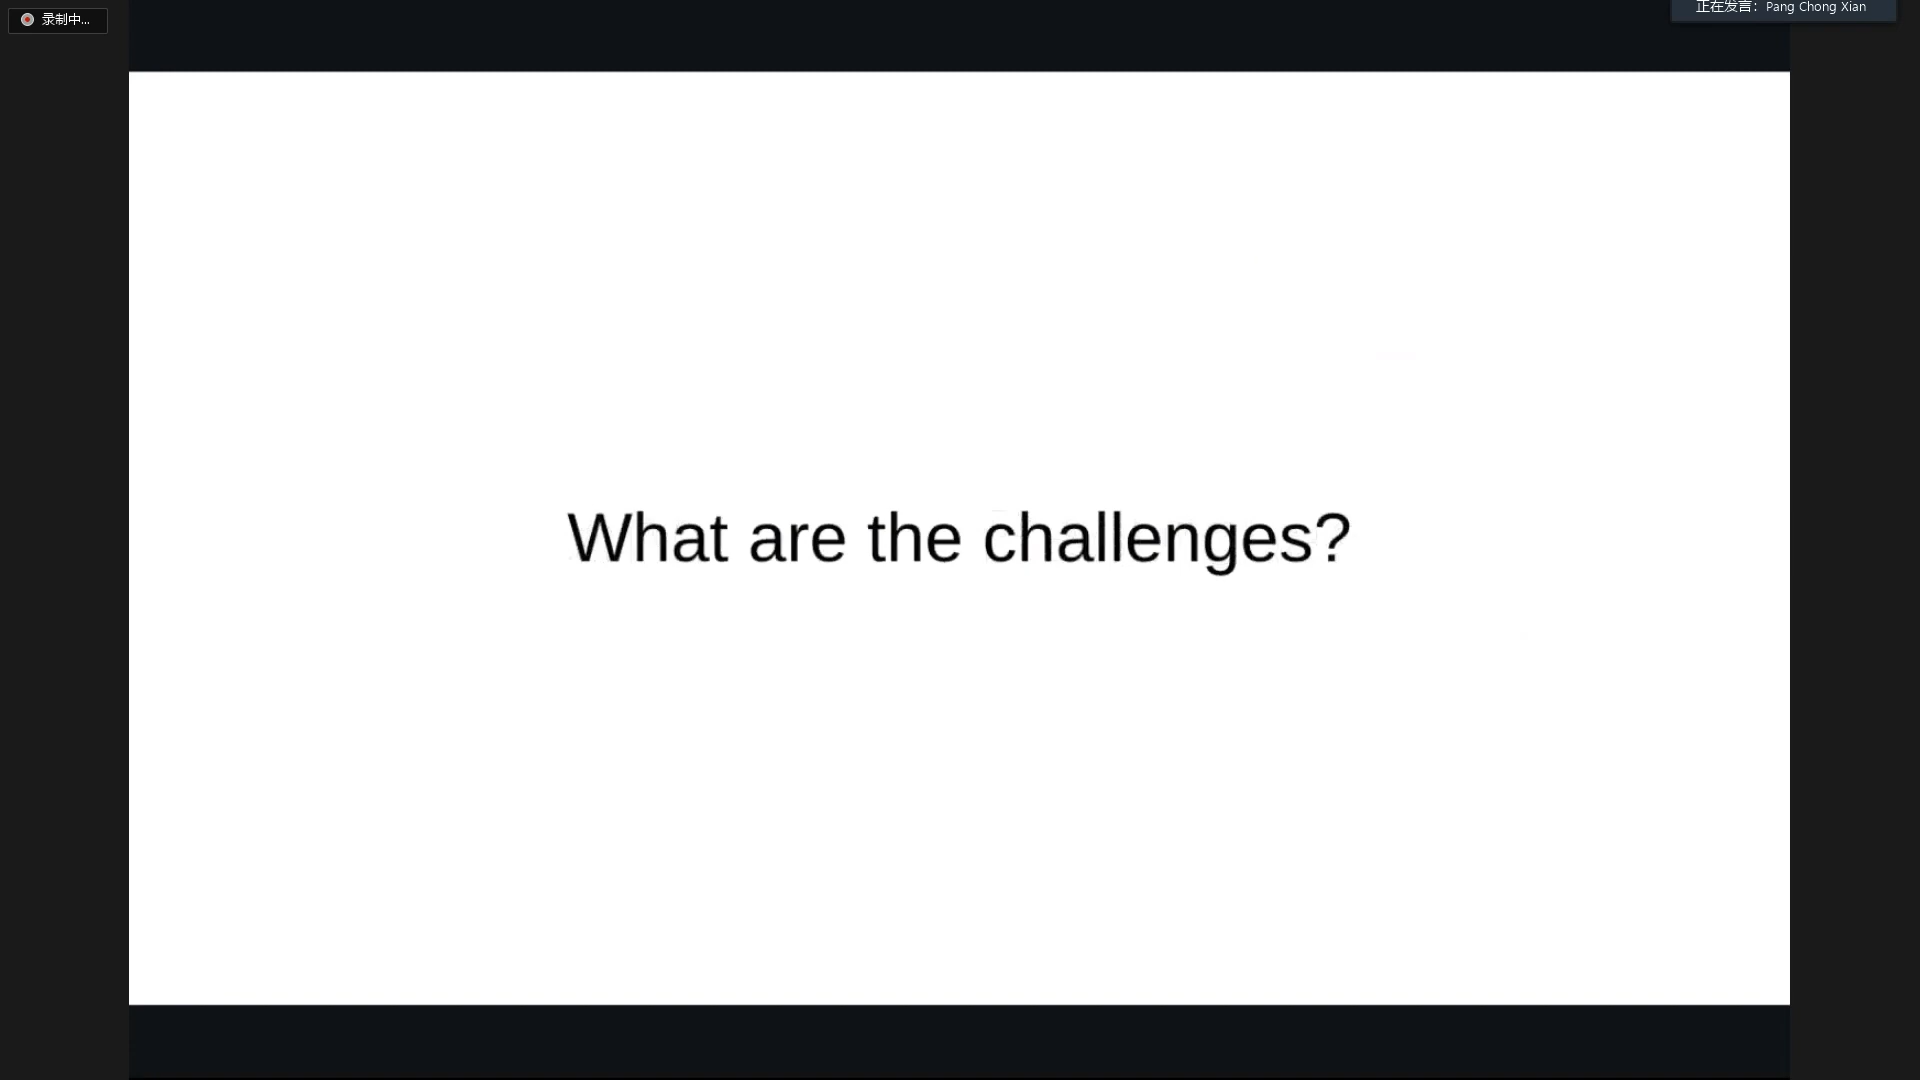 录制中...
正在发言: Pang Chong Xian
What are the challenges?